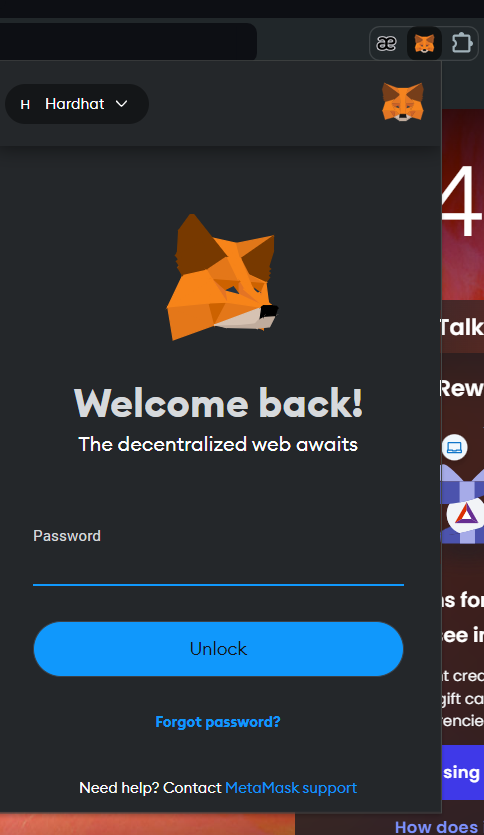 æ
H Hardhat
4
Welcome back!
The decentralized web awaits
Talk
Rew
Password
Unlock
Forgot password?
Need help? Contact MetaMask support
ns for
see in
t crea
gift ca
encie
sing
How does